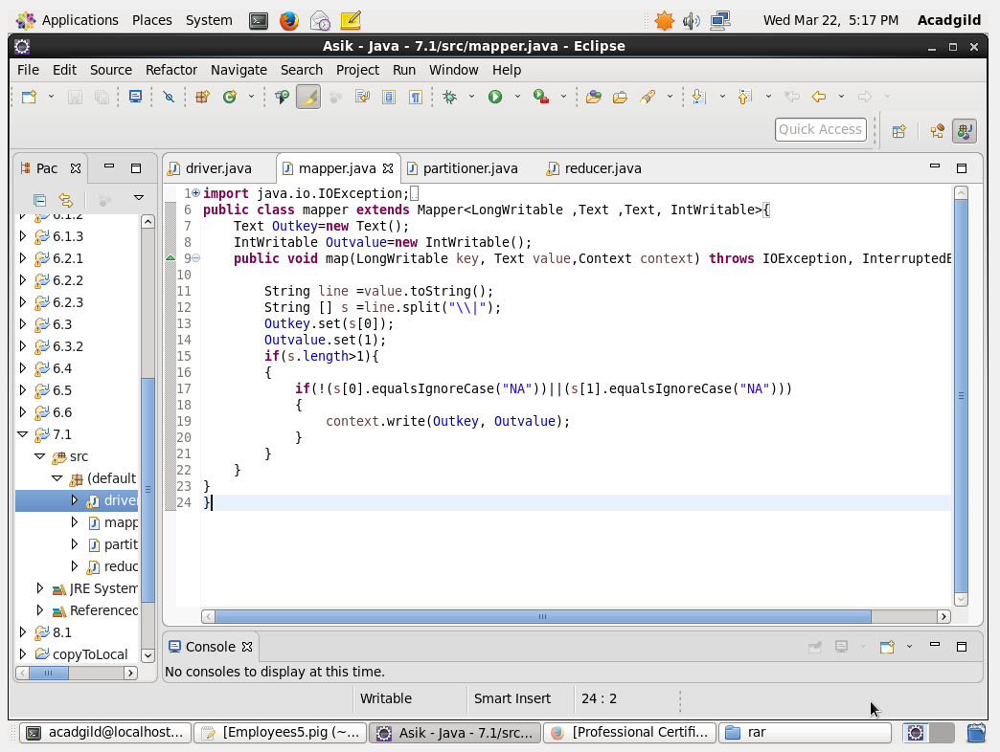 Applications Places System Wed Mar 22, 5:17 PM Acadgild
Asik - Java - 7.1/src/mapper.java - Eclipse
File Edit Source Refactor Navigate Search Project Run Window Help
Quick Access
Pac
driver.java mapper.java partitioner.java reducer.java
6.1.2
6.1.3
6.2.1
6.2.2
6.2.3
6.3
6.3.2
6.4
6.5
6.6
7.1
src
(default
drive
mapp
partit
reduc
JRE System
Referenced
8.1
copyToLocal
1 import java.io.IOException;
6 public class mapper extends Mapper<LongWritable ,Text ,Text, IntWritable>{
7 Text Outkey=new Text();
8 IntWritable Outvalue=new IntWritable();
9 public void map(LongWritable key, Text value,Context context) throws IOException, InterruptedE
10
11 String line =value.toString();
12 String [] s =line.split("\\|");
13 Outkey.set(s[0]);
14 Outvalue.set(1);
15 if(s.length>1){
16 {
17 if(!(s[0].equalsIgnoreCase("NA"))||(s[1].equalsIgnoreCase("NA")))
18 {
19 context.write(Outkey, Outvalue);
20 }
21 }
22 }
23 }
24 }
Console
No consoles to display at this time.
Writable Smart Insert 24 : 2
acadgild@localhost... [Employees5.pig (~... Asik - Java - 7.1/src... [Professional Certifi... rar